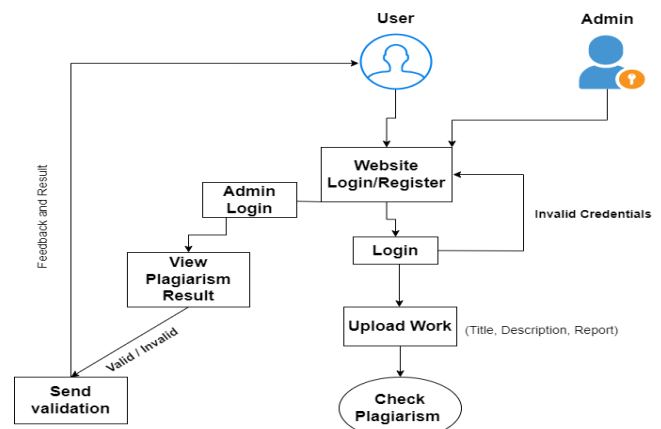 User
Admin
Website
Login/Register
Admin
Login
Invalid Credentials
Login
View
Plagiarism
Result
Feedback and Result
Upload Work
(Title, Description, Report)
Valid / Invalid
Send
validation
Check
Plagiarism